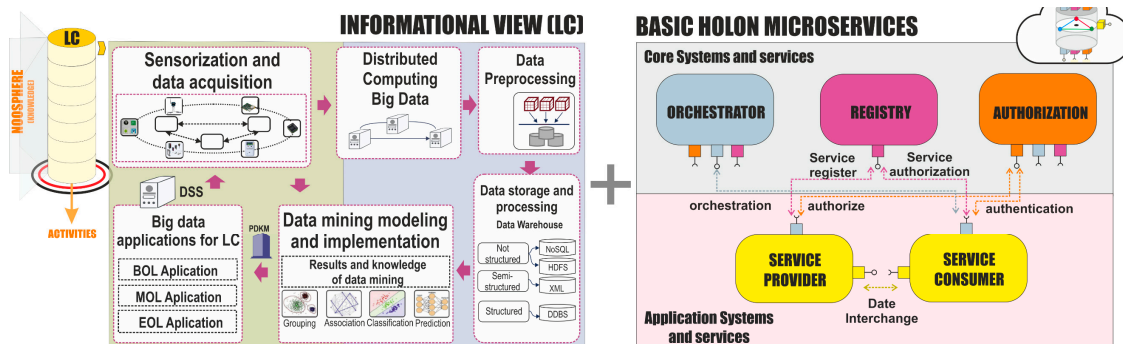 INFORMATIONAL VIEW (LC)
LC
NOOSPHERE
(KNOWLEDGE)
ACTIVITIES
Sensorization and
data acquisition
Distributed
Computing
Big Data
Data
Preprocessing
DSS
Big data
applications for LC
BOL Aplication
MOL Aplication
EOL Aplication
PDKM
Data mining modeling
and implementation
Results and knowledge
of data mining
Grouping
Association
Classification
Prediction
Data storage and
processing
Data Warehouse
Not
structured
NoSQL
HDFS
Semi-
structured
XML
Structured
DDBS
+
BASIC HOLON MICROSERVICES
Core Systems and services
ORCHESTRATOR
REGISTRY
AUTHORIZATION
Service
register
Service
authorization
orchestration
authorize
authentication
SERVICE
PROVIDER
SERVICE
CONSUMER
Date
Interchange
Application Systems
and services